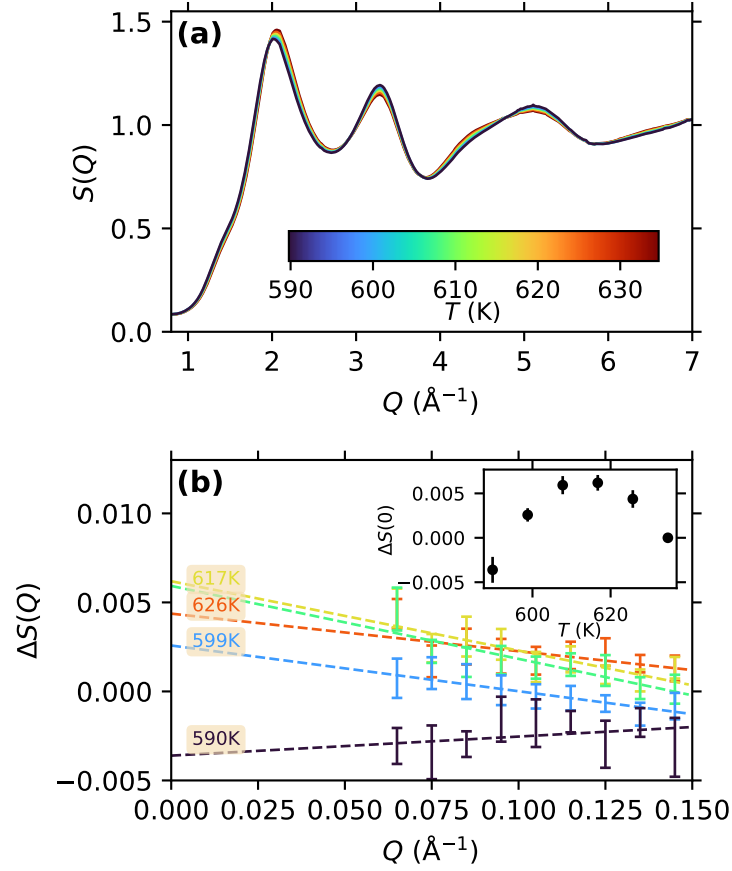 (a)
1.5
1.0
0.5
0.0
S(Q)
590 600 610 620 630
T (K)
1 2 3 4 5 6 7
Q (Å⁻¹)
(b)
0.010
0.005
0.000
−0.005
ΔS(Q)
617K
626K
599K
590K
0.005
0.000
−0.005
ΔS(0)
600 620
T (K)
0.000 0.025 0.050 0.075 0.100 0.125 0.150
Q (Å⁻¹)